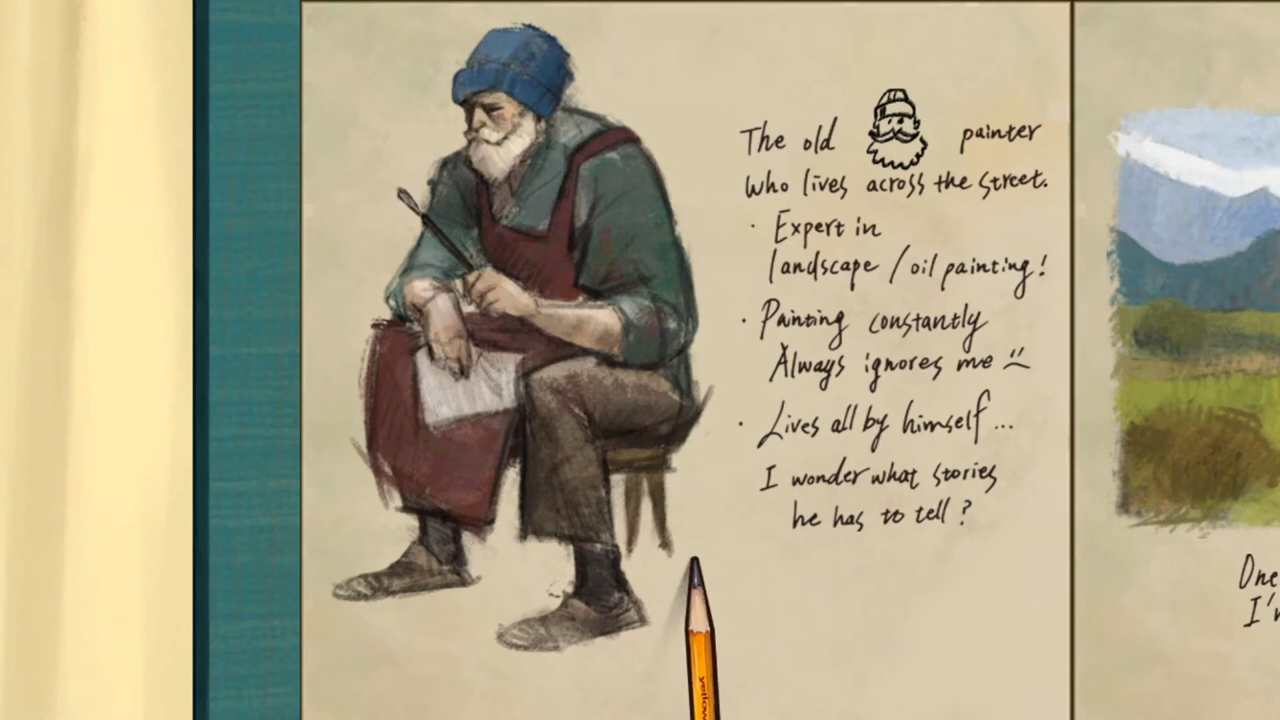 The old painter
who lives across the street.
· Expert in
landscape / oil painting!
· Painting constantly
Always ignores me
· Lives all by himself...
I wonder what stories
he has to tell?
One
I'
yellow